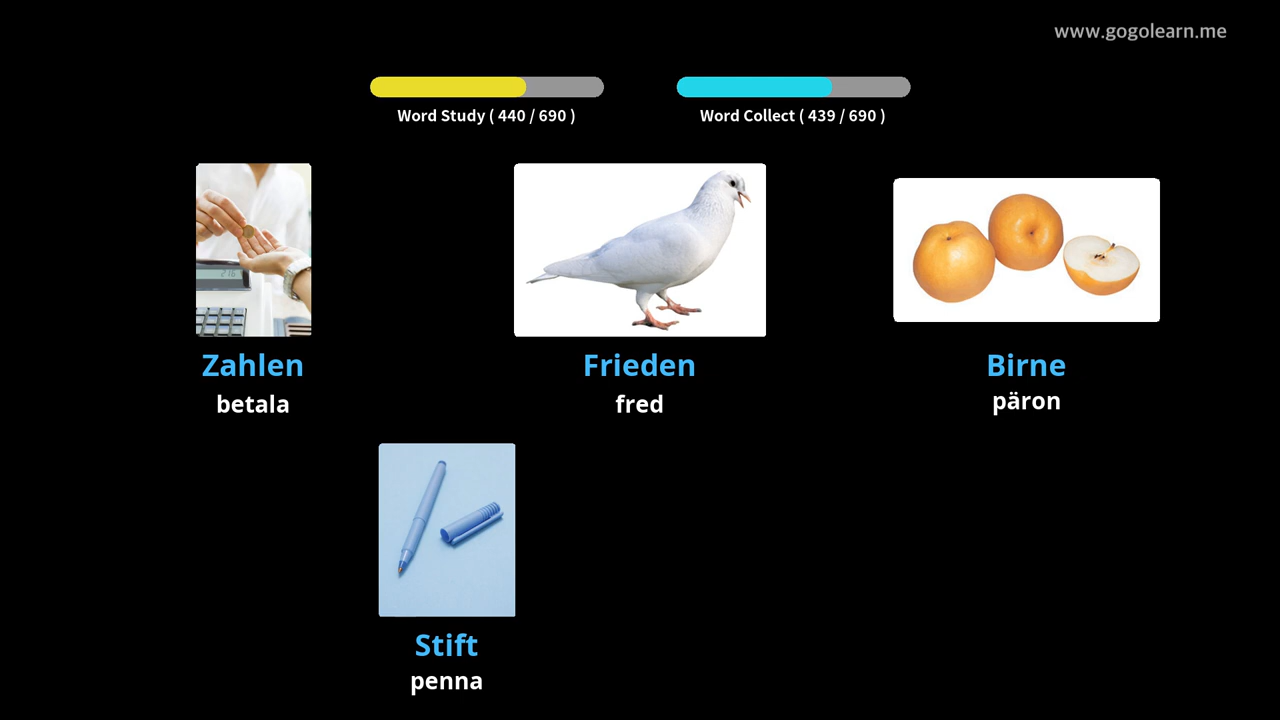 www.gogolearn.me
Word Study ( 440 / 690 )
Word Collect ( 439 / 690 )
Zahlen
betala
Frieden
fred
Birne
päron
Stift
penna